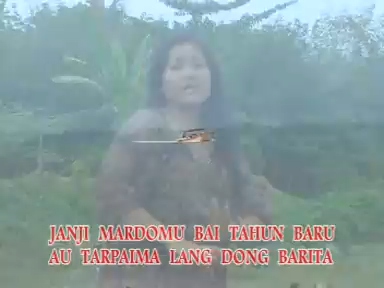 JANJI MARDOMU BAI TAHUN BARU
AU TARPAIMA LANG DONG BARITA